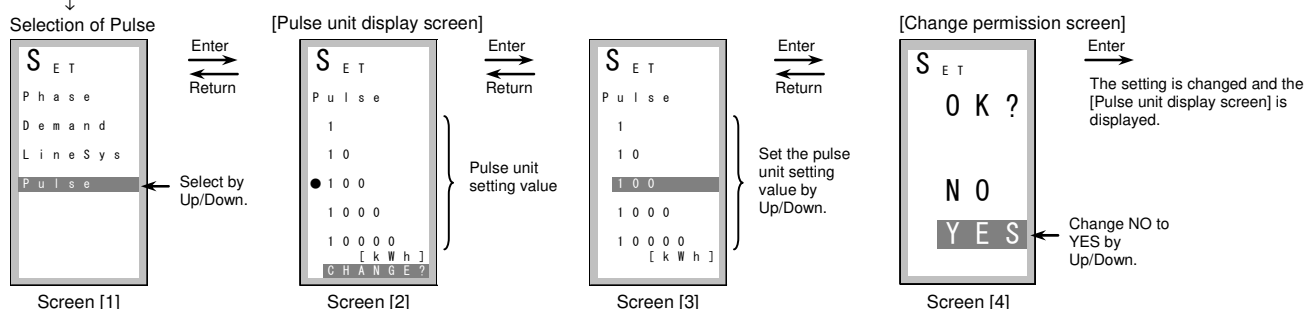 ↓
Selection of Pulse
SET
Phase
Demand
LineSys
Pulse
Select by
Up/Down.
Screen [1]
Enter
Return
[Pulse unit display screen]
SET
Pulse
1
10
●100
1000
10000
[kWh]
CHANGE?
Pulse unit
setting value
Screen [2]
Enter
Return
SET
Pulse
1
10
100
1000
10000
[kWh]
Set the pulse
unit setting
value by
Up/Down.
Screen [3]
Enter
Return
[Change permission screen]
SET
OK?
NO
YES
Change NO to
YES by
Up/Down.
Screen [4]
Enter
The setting is changed and the
[Pulse unit display screen] is
displayed.